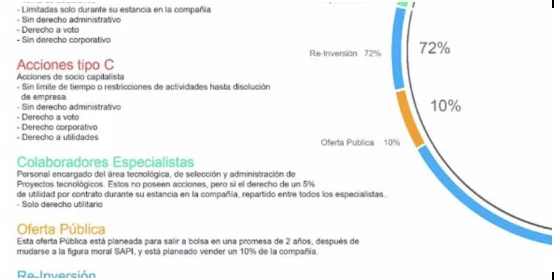 - Limitadas solo durante su estancia en la compañía
- Sin derecho administrativo
- Derecho a voto
- Sin derecho corporativo
Acciones tipo C
Acciones de socio capitalista
- Sin limite de tiempo o restricciones de actividades hasta disolución
de empresa.
- Sin derecho administrativo
- Derecho a voto
- Derecho corporativo
- Derecho a utilidades
Colaboradores Especialistas
Personal encargado del área tecnológica, de selección y administración de
Proyectos tecnológicos. Estos no poseen acciones, pero si el derecho de un 5%
de utilidad por contrato durante su estancia en la compañía, repartido entre todos los especialistas..
- Solo derecho utilitario
Oferta Pública
Esta oferta Pública está planeada para salir a bolsa en una promesa de 2 años, después de
mudarse a la figura moral SAPI, y está planeado vender un 10% de la compañía.
Re-Inversión
Re-Inversión 72%
72%
10%
Oferta Publica 10%